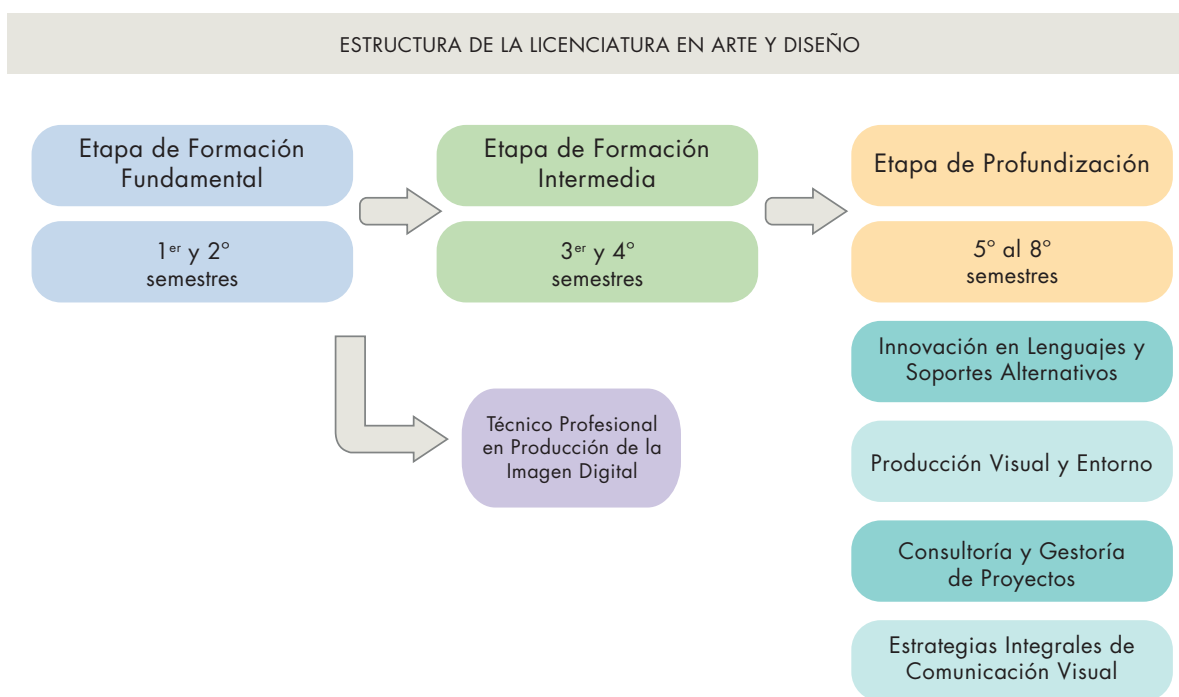 ESTRUCTURA DE LA LICENCIATURA EN ARTE Y DISEÑO
Etapa de Formación
Fundamental
1er y 2º
semestres
Etapa de Formación
Intermedia
3er y 4º
semestres
Etapa de Profundización
5º al 8º
semestres
Técnico Profesional
en Producción de la
Imagen Digital
Innovación en Lenguajes y
Soportes Alternativos
Producción Visual y Entorno
Consultoría y Gestoría
de Proyectos
Estrategias Integrales de
Comunicación Visual